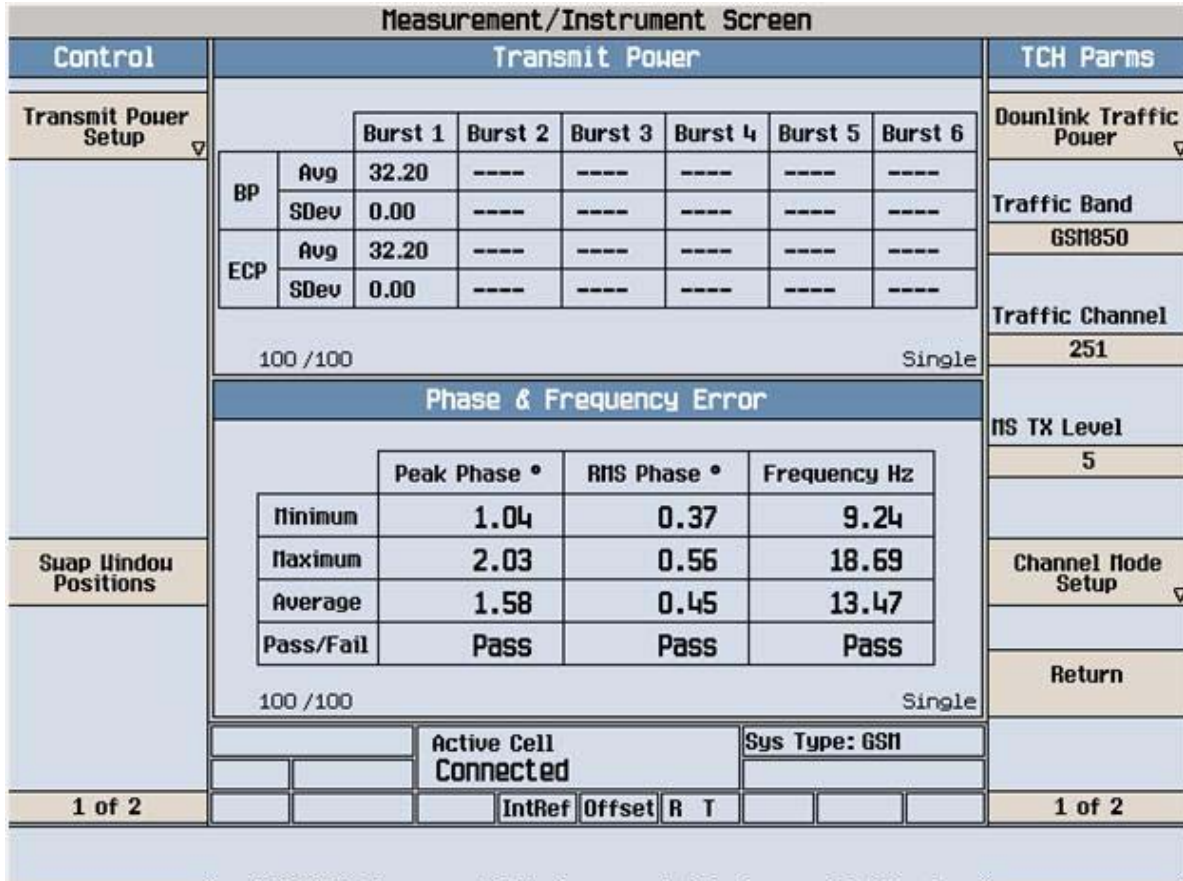 Measurement/Instrument Screen
Control
Transmit Power
TCH Parms
Transmit Power
Setup
Burst 1 Burst 2 Burst 3 Burst 4 Burst 5 Burst 6
BP Avg 32.20 ---- ---- ---- ---- ----
SDev 0.00 ---- ---- ---- ---- ----
ECP Avg 32.20 ---- ---- ---- ---- ----
SDev 0.00 ---- ---- ---- ---- ----
100 /100 Single
Downlink Traffic
Power
Traffic Band
GSM850
Traffic Channel
251
MS TX Level
5
Phase & Frequency Error
Peak Phase ° RMS Phase ° Frequency Hz
Minimum 1.04 0.37 9.24
Maximum 2.03 0.56 18.69
Average 1.58 0.45 13.47
Pass/Fail Pass Pass Pass
100 /100 Single
Swap Window
Positions
Channel Mode
Setup
Return
Active Cell
Connected
Sys Type: GSM
IntRef Offset R T
1 of 2
1 of 2